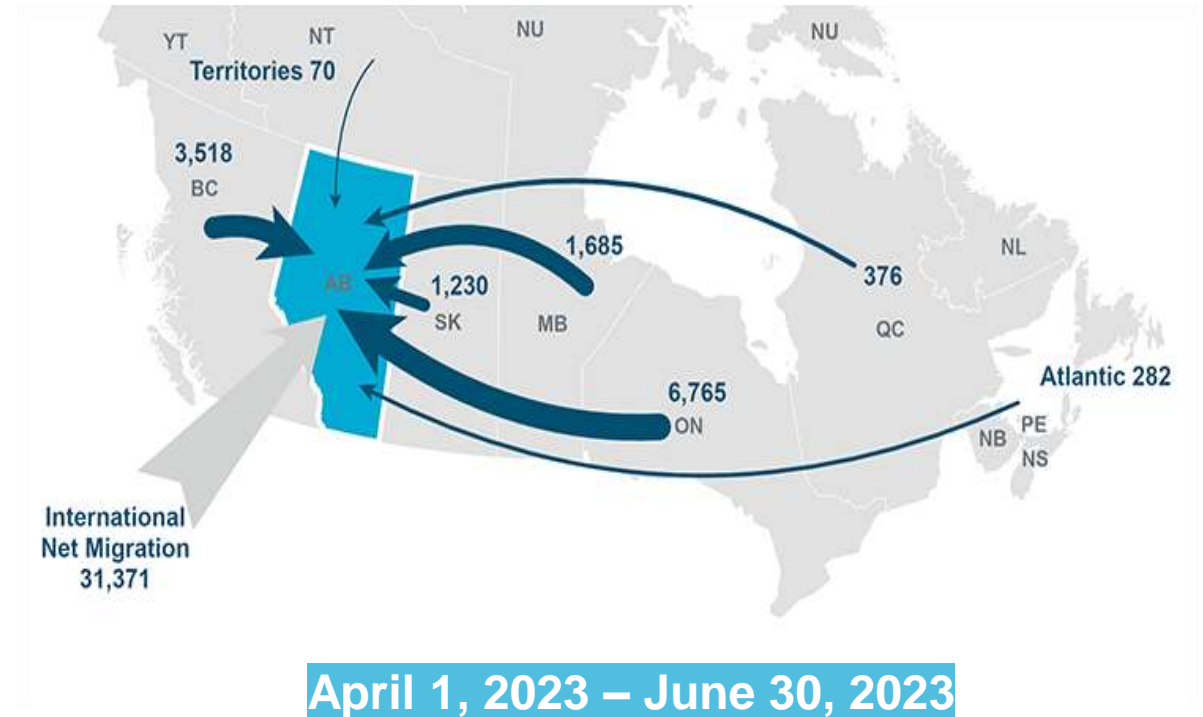 YT
NT
NU
NU
Territories 70
3,518
BC
1,685
NL
AB
1,230
376
SK
MB
QC
Atlantic 282
6,765
ON
PE
NB
NS
International
Net Migration
31,371
April 1, 2023 – June 30, 2023